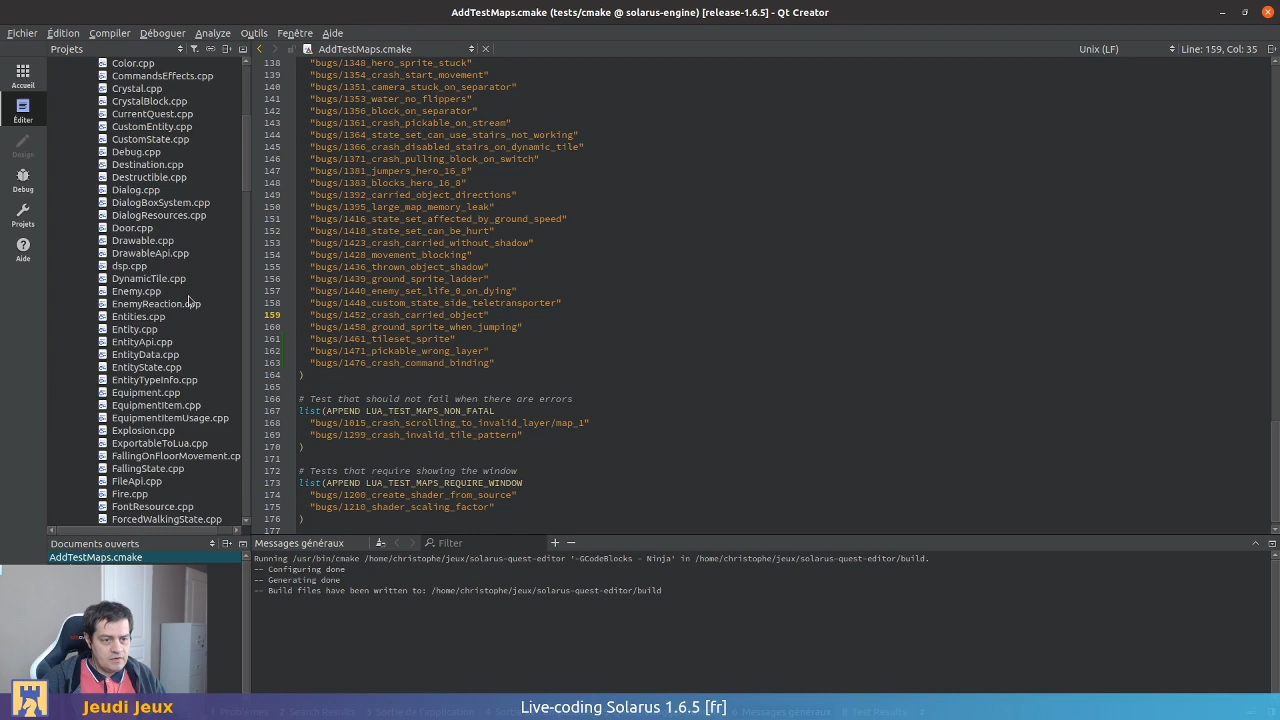 AddTestMaps.cmake (tests/cmake @ solarus-engine) [release-1.6.5] - Qt Creator
Fichier Édition Compiler Déboguer Analyze Outils Fenêtre Aide
Projets AddTestMaps.cmake Unix (LF) Line: 159, Col: 35
Accueil
Éditer
Design
Debug
Projets
Aide
Color.cpp
CommandsEffects.cpp
Crystal.cpp
CrystalBlock.cpp
CurrentQuest.cpp
CustomEntity.cpp
CustomState.cpp
Debug.cpp
Destination.cpp
Destructible.cpp
Dialog.cpp
DialogBoxSystem.cpp
DialogResources.cpp
Door.cpp
Drawable.cpp
DrawableApi.cpp
dsp.cpp
DynamicTile.cpp
Enemy.cpp
EnemyReaction.cpp
Entities.cpp
Entity.cpp
EntityApi.cpp
EntityData.cpp
EntityState.cpp
EntityTypeInfo.cpp
Equipment.cpp
EquipmentItem.cpp
EquipmentItemUsage.cpp
Explosion.cpp
ExportableToLua.cpp
FallingOnFloorMovement.cp
FallingState.cpp
FileApi.cpp
Fire.cpp
FontResource.cpp
ForcedWalkingState.cpp
138 "bugs/1348_hero_sprite_stuck"
139 "bugs/1354_crash_start_movement"
140 "bugs/1351_camera_stuck_on_separator"
141 "bugs/1353_water_no_flippers"
142 "bugs/1356_block_on_separator"
143 "bugs/1361_crash_pickable_on_stream"
144 "bugs/1364_state_set_can_use_stairs_not_working"
145 "bugs/1366_crash_disabled_stairs_on_dynamic_tile"
146 "bugs/1371_crash_pulling_block_on_switch"
147 "bugs/1381_jumpers_hero_16_8"
148 "bugs/1383_blocks_hero_16_8"
149 "bugs/1392_carried_object_directions"
150 "bugs/1395_large_map_memory_leak"
151 "bugs/1416_state_set_affected_by_ground_speed"
152 "bugs/1418_state_set_can_be_hurt"
153 "bugs/1423_crash_carried_without_shadow"
154 "bugs/1428_movement_blocking"
155 "bugs/1436_thrown_object_shadow"
156 "bugs/1439_ground_sprite_ladder"
157 "bugs/1440_enemy_set_life_0_on_dying"
158 "bugs/1448_custom_state_side_teletransporter"
159 "bugs/1452_crash_carried_object"
160 "bugs/1458_ground_sprite_when_jumping"
161 "bugs/1461_tileset_sprite"
162 "bugs/1471_pickable_wrong_layer"
163 "bugs/1476_crash_command_binding"
164 )
165
166 # Test that should not fail when there are errors
167 list(APPEND LUA_TEST_MAPS_NON_FATAL
168 "bugs/1015_crash_scrolling_to_invalid_layer/map_1"
169 "bugs/1299_crash_invalid_tile_pattern"
170 )
171
172 # Tests that require showing the window
173 list(APPEND LUA_TEST_MAPS_REQUIRE_WINDOW
174 "bugs/1200_create_shader_from_source"
175 "bugs/1210_shader_scaling_factor"
176 )
177
Documents ouverts
AddTestMaps.cmake
Messages généraux Filter
Running /usr/bin/cmake /home/christophe/jeux/solarus-quest-editor '-GCodeBlocks - Ninja' in /home/christophe/jeux/solarus-quest-editor/build.
-- Configuring done
-- Generating done
-- Build files have been written to: /home/christophe/jeux/solarus-quest-editor/build
Jeudi Jeux
Live-coding Solarus 1.6.5 [fr]